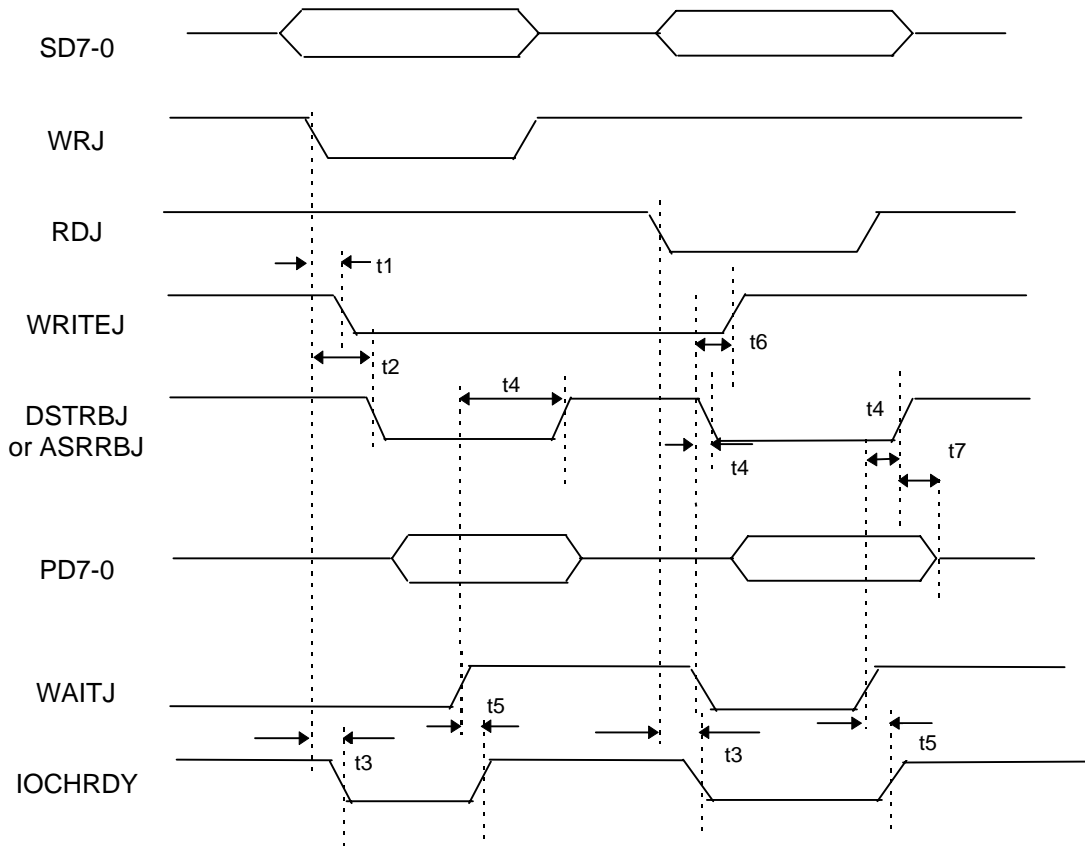 SD7-0
WRJ
RDJ
t1
WRITEJ
t6
t2
t4
DSTRBJ
or ASRRBJ
t4
t4
t7
PD7-0
WAITJ
t5
t3
t3
t5
IOCHRDY